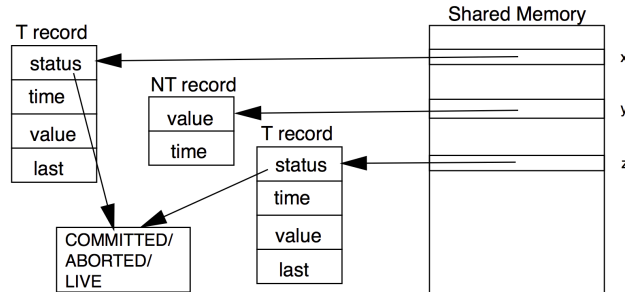 Shared Memory
T record
status
time
value
last
NT record
value
time
T record
status
time
value
last
x
y
z
COMMITTED/
ABORTED/
LIVE